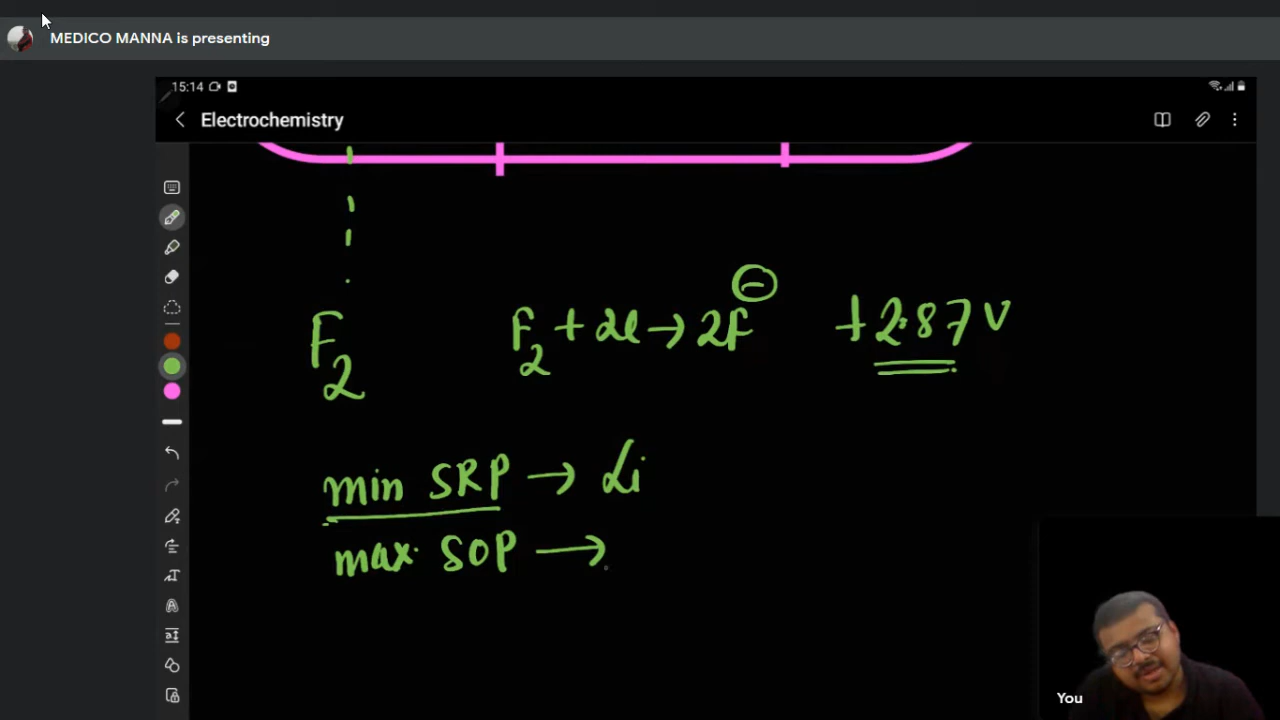 MEDICO MANNA is presenting
15:14
Electrochemistry
F2 F2 + 2e → 2F⊖ +2.87 V
min SRP → Li
max. SOP →
You